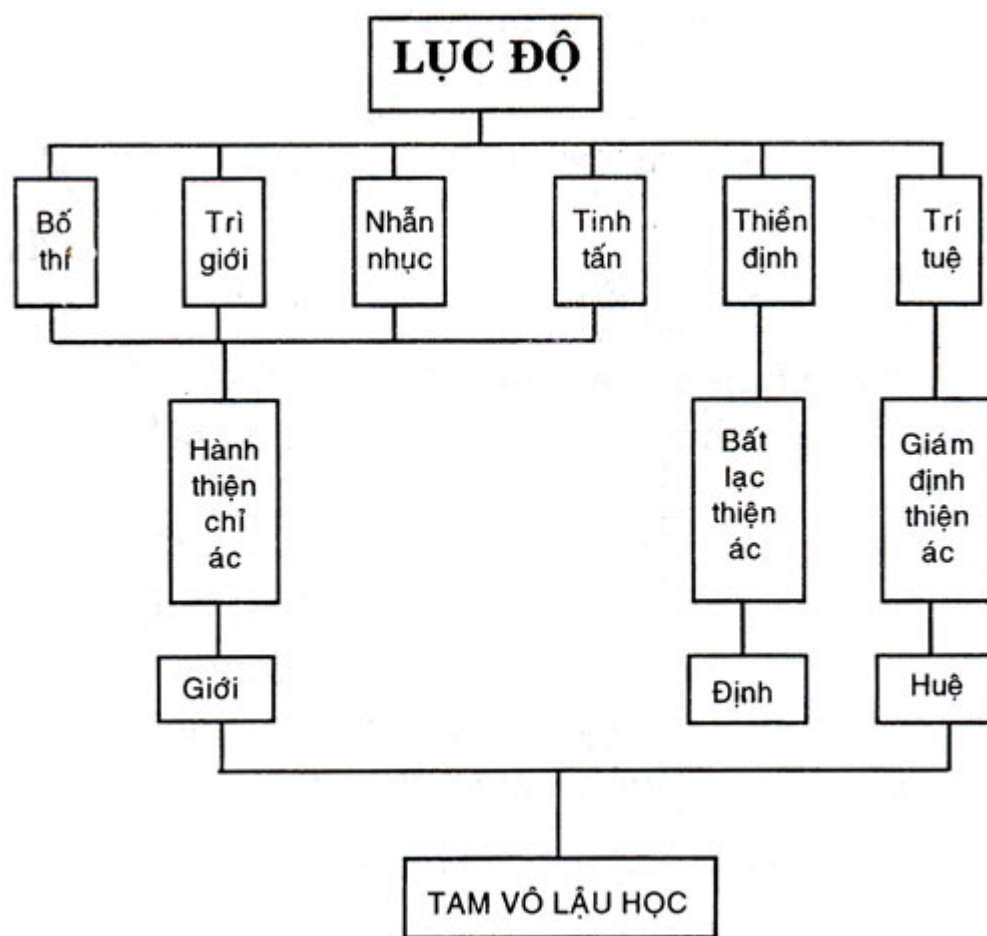 LỤC ĐỘ
Bố
thí
Trì
giới
Nhẫn
nhục
Tinh
tấn
Thiền
định
Trí
tuệ
Hành
thiện
chỉ
ác
Bất
lạc
thiện
ác
Giám
định
thiện
ác
Giới
Định
Huệ
TAM VÔ LẬU HỌC